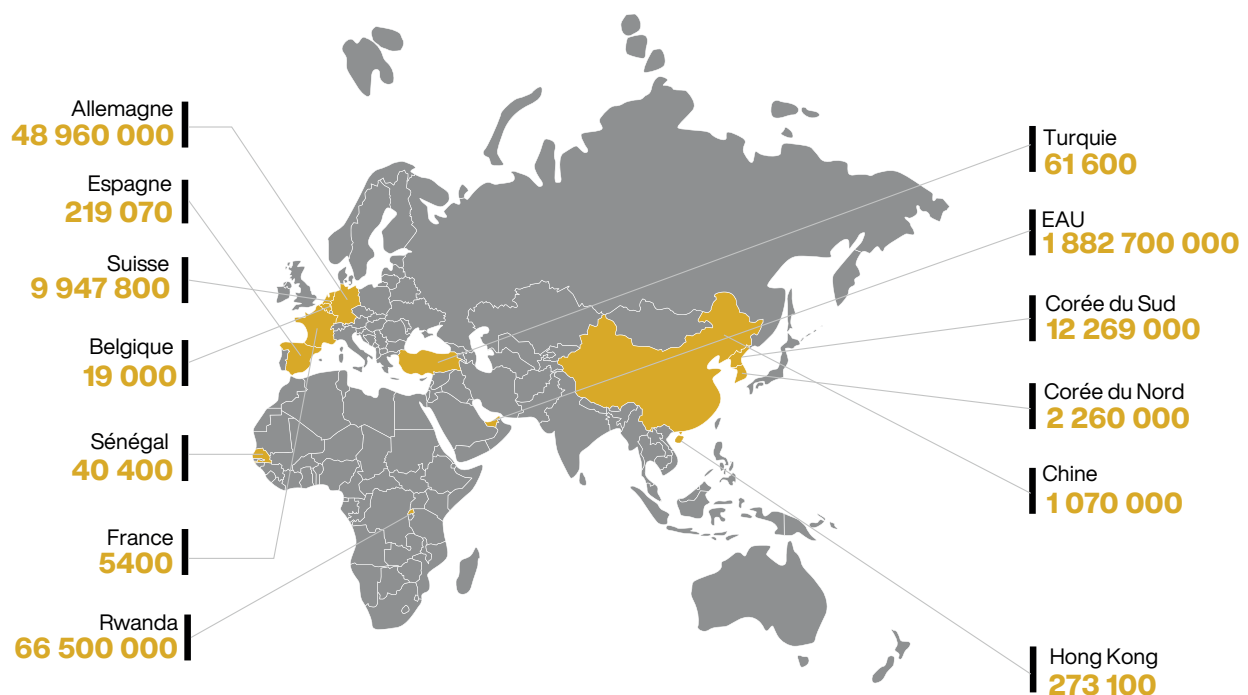 Allemagne
48 960 000
Espagne
219 070
Suisse
9 947 800
Belgique
19 000
Sénégal
40 400
France
5400
Rwanda
66 500 000
Turquie
61 600
EAU
1 882 700 000
Corée du Sud
12 269 000
Corée du Nord
2 260 000
Chine
1 070 000
Hong Kong
273 100